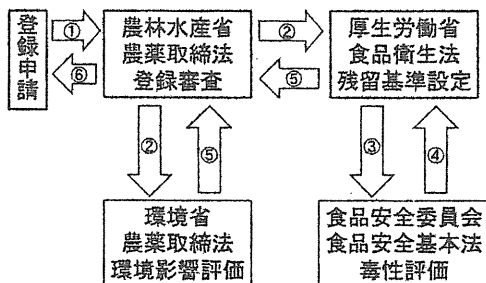 登録申請
①
⑥
農林水産省
農薬取締法
登録審査
②
⑤
厚生労働省
食品衛生法
残留基準設定
②
⑤
③
④
環境省
農薬取締法
環境影響評価
食品安全委員会
食品安全基本法
毒性評価